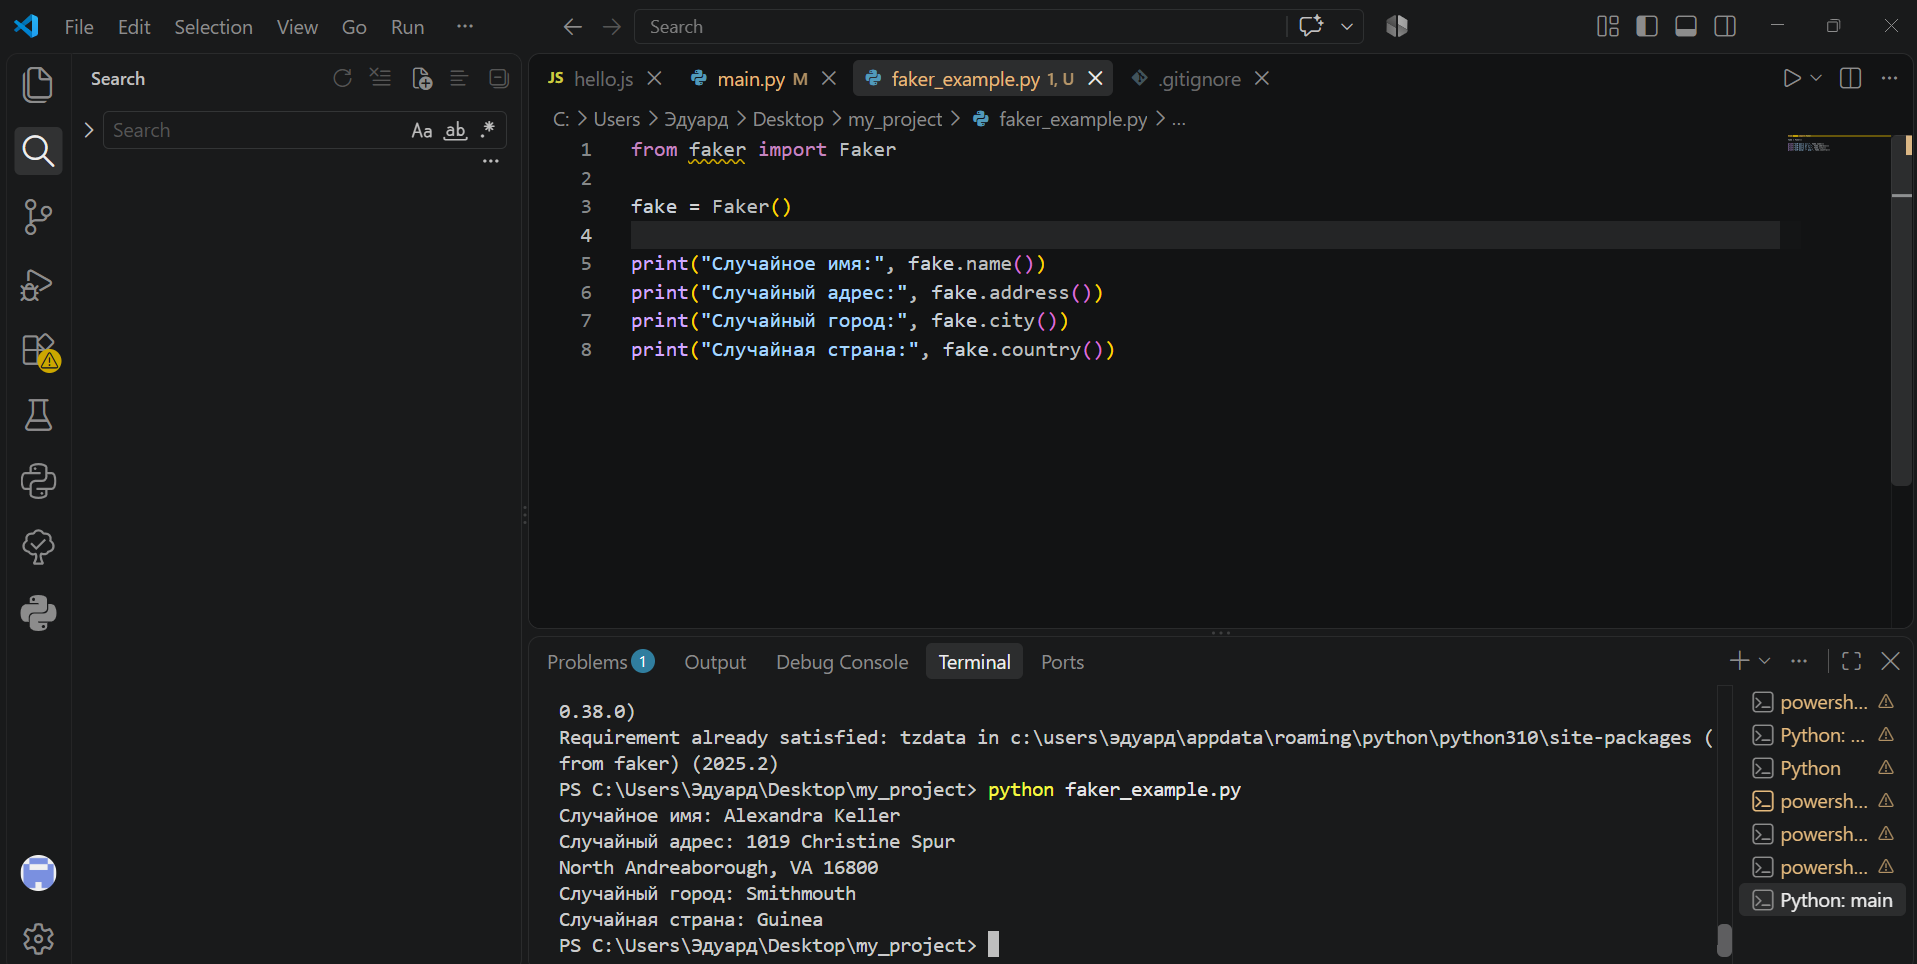 File Edit Selection View Go Run ··· Search
Search
Search Aa ab .*
···
JS hello.js main.py M faker_example.py 1, U .gitignore
C: > Users > Эдуард > Desktop > my_project > faker_example.py > ...
1 from faker import Faker
2
3 fake = Faker()
4
5 print("Случайное имя:", fake.name())
6 print("Случайный адрес:", fake.address())
7 print("Случайный город:", fake.city())
8 print("Случайная страна:", fake.country())
Problems 1 Output Debug Console Terminal Ports
0.38.0)
Requirement already satisfied: tzdata in c:\users\эдуард\appdata\roaming\python\python310\site-packages (
from faker) (2025.2)
PS C:\Users\Эдуард\Desktop\my_project> python faker_example.py
Случайное имя: Alexandra Keller
Случайный адрес: 1019 Christine Spur
North Andreaborough, VA 16800
Случайный город: Smithmouth
Случайная страна: Guinea
PS C:\Users\Эдуард\Desktop\my_project>
powersh...
Python: ...
Python
powersh...
powersh...
powersh...
Python: main